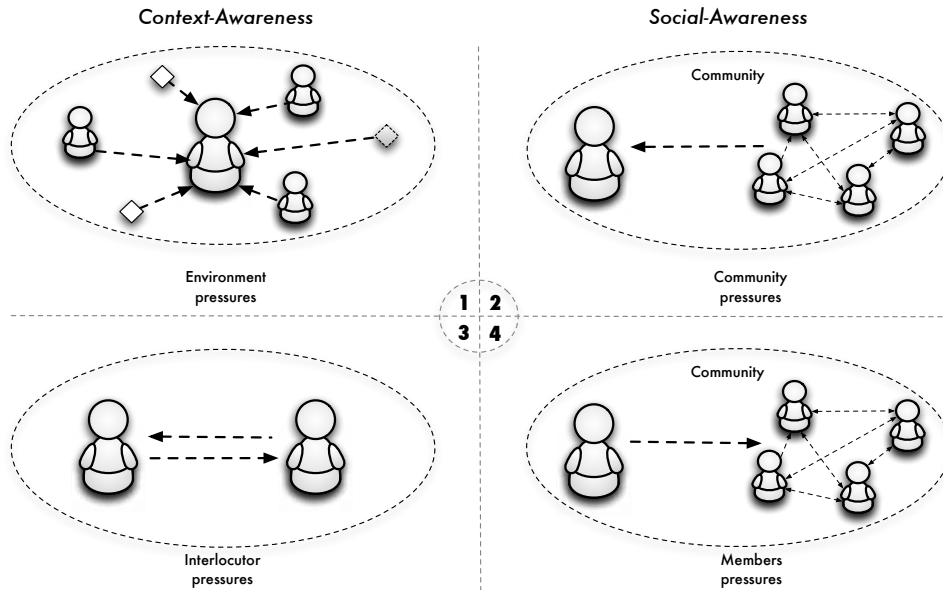 Context-Awareness
Social-Awareness
Community
Environment
pressures
Community
pressures
1 2
3 4
Community
Interlocutor
pressures
Members
pressures